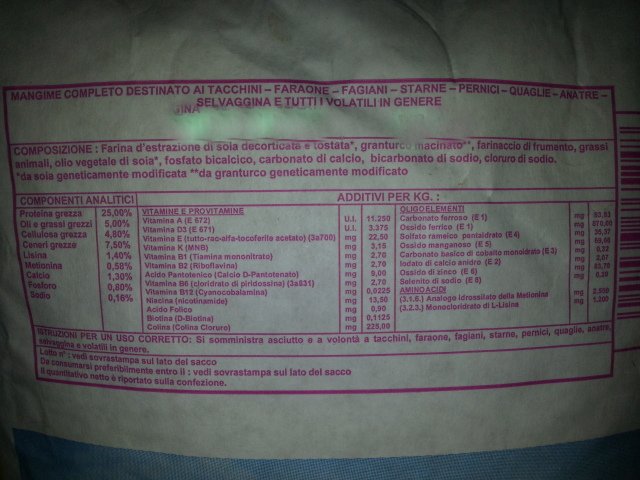 MANGIME COMPLETO DESTINATO AI TACCHINI – FARAONE – FAGIANI – STARNE – PERNICI – QUAGLIE – ANATRE –
SELVAGGINA E TUTTI I VOLATILI IN GENERE
COMPOSIZIONE : Farina d'estrazione di soia decorticata e tostata*, granturco macinato**, farinaccio di frumento, grassi
animali, olio vegetale di soia*, fosfato bicalcico, carbonato di calcio, bicarbonato di sodio, cloruro di sodio.
*da soia geneticamente modificata **da granturco geneticamente modificato
COMPONENTI ANALITICI
Proteina grezza 25,00%
Oli e grassi grezzi 5,00%
Cellulosa grezza 4,80%
Ceneri grezze 7,50%
Lisina 1,40%
Metionina 0,58%
Calcio 1,30%
Fosforo 0,80%
Sodio 0,16%
ADDITIVI PER KG. :
VITAMINE E PROVITAMINE
Vitamina A (E 672) U.I. 11.250
Vitamina D3 (E 671) U.I. 3.375
Vitamina E (tutto-rac-alfa-tocoferile acetato) (3a700) mg 22,50
Vitamina K (MNB) mg 3,15
Vitamina B1 (Tiamina mononitrato) mg 2,70
Vitamina B2 (Riboflavina) mg
Acido Pantotenico (Calcio D-Pantotenato) mg 9,00
Vitamina B6 (cloridrato di piridossina) (3a831) mg 2,70
Vitamina B12 (Cyanocobalamina) mg 0,0225
Niacina (nicotinamide) mg 13,50
Acido Folico mg 0,90
Biotina (D-Biotina) mg 0,1125
Colina (Colina Cloruro) mg 225,00
OLIGOELEMENTI
Carbonato ferroso (E 1) mg
Ossido ferrico (E 1) mg
Solfato rameico pentaidrato (E4) mg
Ossido manganoso (E 5) mg
Carbonato basico di cobalto monoidrato (E 3) mg
Iodato di calcio anidro (E 2) mg
Ossido di zinco (E 6) mg
Selenito di sodio (E 8) mg
AMINOACIDI
(3.1.6.) Analogo idrossilato della Metionina mg
(3.2.3.) Monocloridrato di L-Lisina mg
ISTRUZIONI PER UN USO CORRETTO: Si somministra asciutto e a volontà a tacchini, faraone, fagiani, starne, pernici, quaglie, anatre,
selvaggina e volatili in genere.
Lotto n° : vedi sovrastampa sul lato del sacco
Da consumarsi preferibilmente entro il : vedi sovrastampa sul lato del sacco
Il quantitativo netto è riportato sulla confezione.